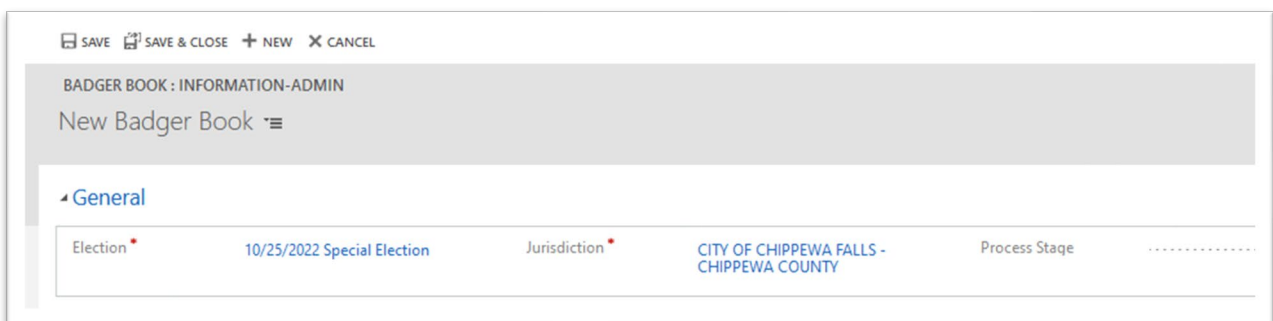 SAVE SAVE & CLOSE + NEW X CANCEL
BADGER BOOK : INFORMATION-ADMIN
New Badger Book
General
Election * 10/25/2022 Special Election Jurisdiction * CITY OF CHIPPEWA FALLS - Process Stage --------------
CHIPPEWA COUNTY